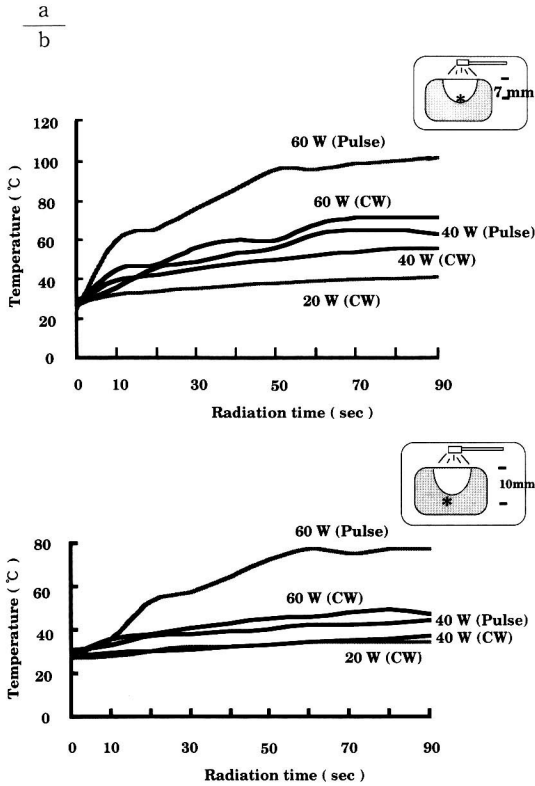 a
b
*
7 mm
120
100
80
60
40
20
0
Temperature (℃)
60 W (Pulse)
60 W (CW)
40 W (Pulse)
40 W (CW)
20 W (CW)
0 10 30 50 70 90
Radiation time ( sec )
10mm
*
80
60
40
20
0
Temperature (℃)
60 W (Pulse)
60 W (CW)
40 W (Pulse)
40 W (CW)
20 W (CW)
0 10 30 50 70 90
Radiation time ( sec )